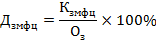 Дзмфц = Кзмфц / Оз × 100%